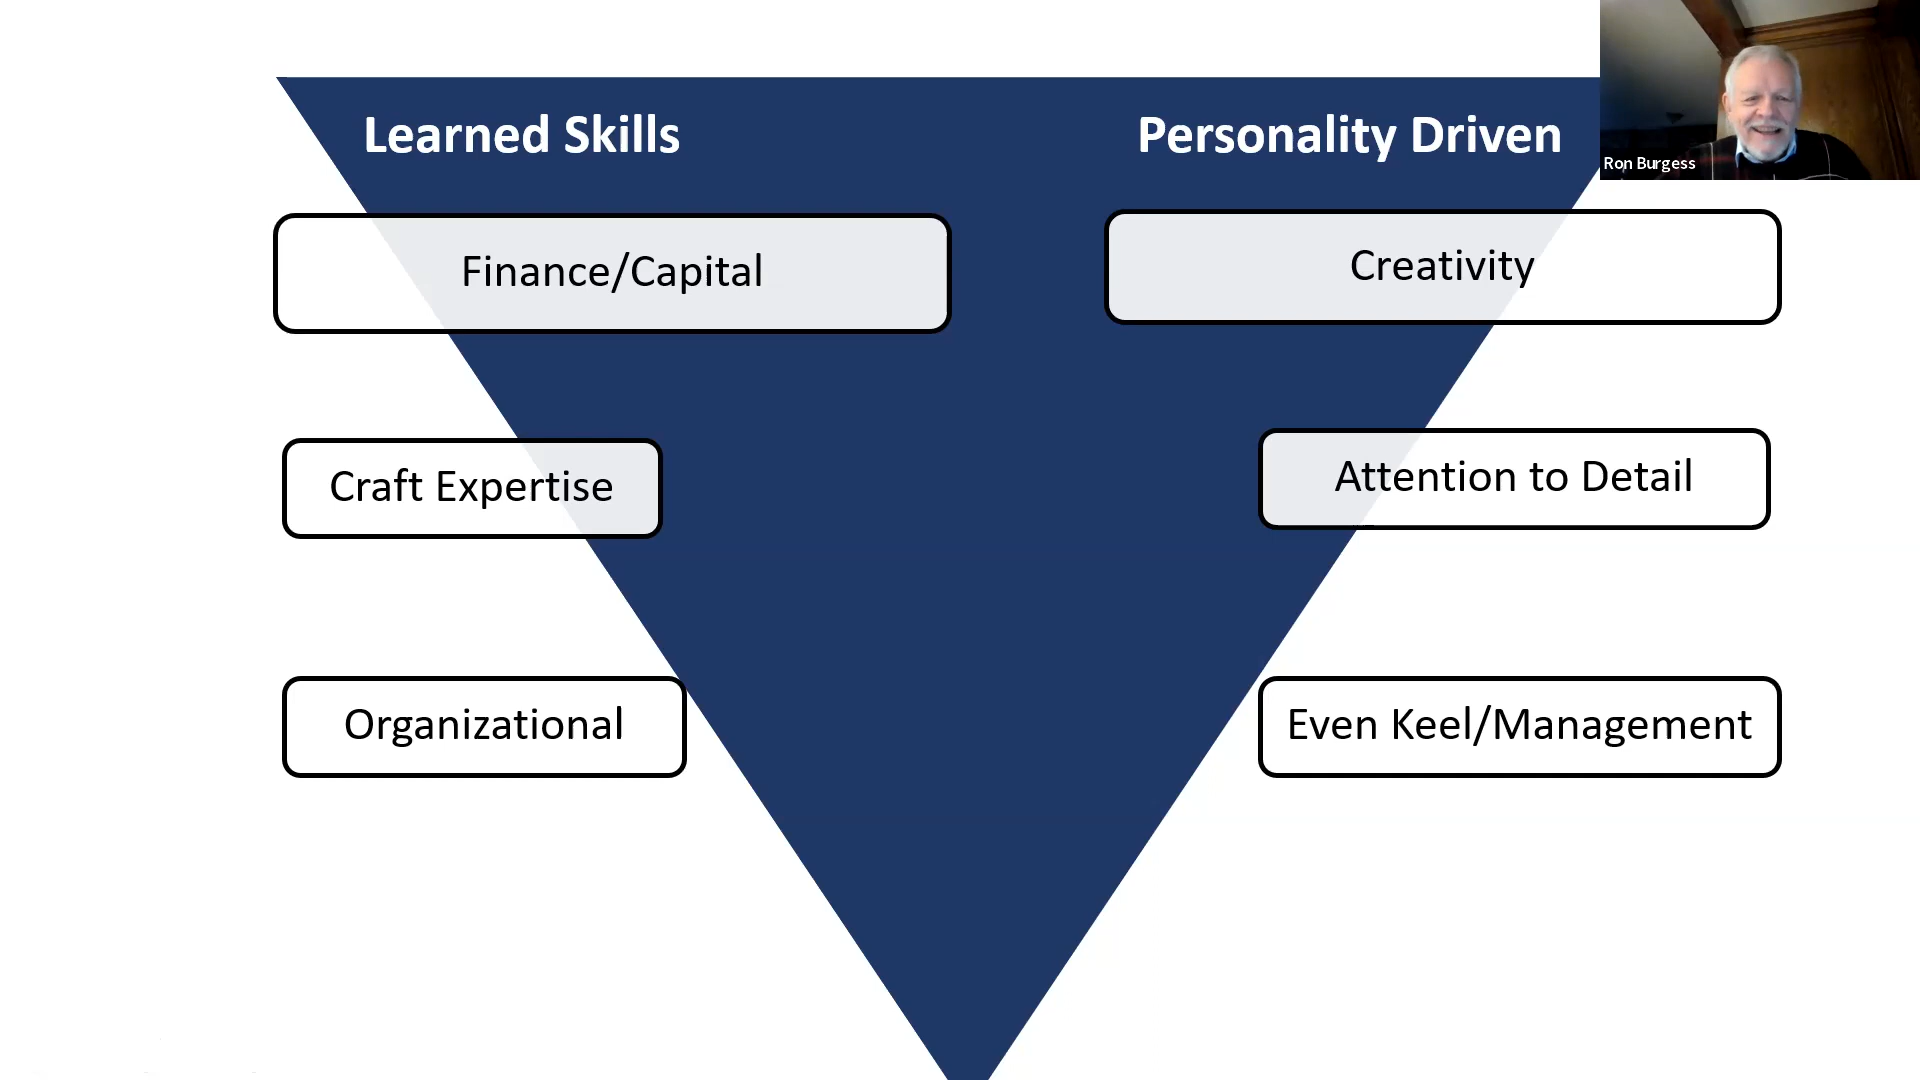 Learned Skills
Personality Driven
Ron Burgess
Finance/Capital
Creativity
Craft Expertise
Attention to Detail
Organizational
Even Keel/Management